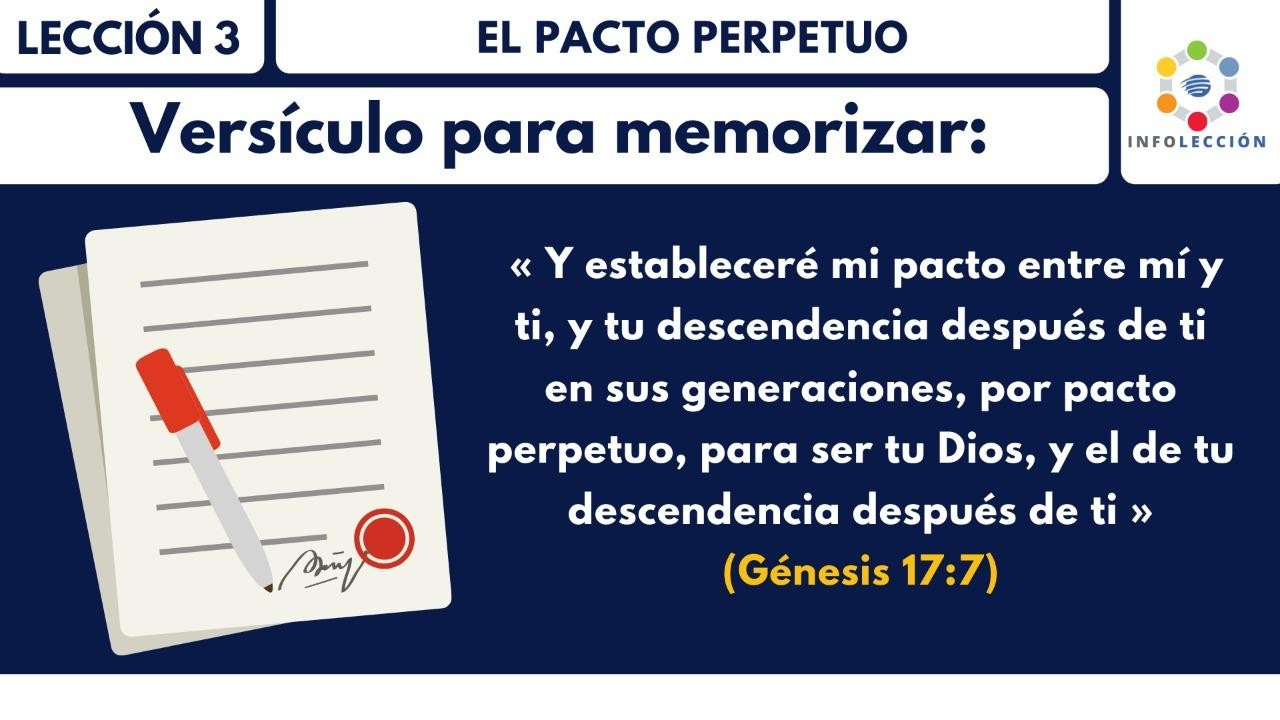 LECCIÓN 3
EL PACTO PERPETUO
INFOLECCIÓN
Versículo para memorizar:
« Y estableceré mi pacto entre mí y
ti, y tu descendencia después de ti
en sus generaciones, por pacto
perpetuo, para ser tu Dios, y el de tu
descendencia después de ti »
(Génesis 17:7)